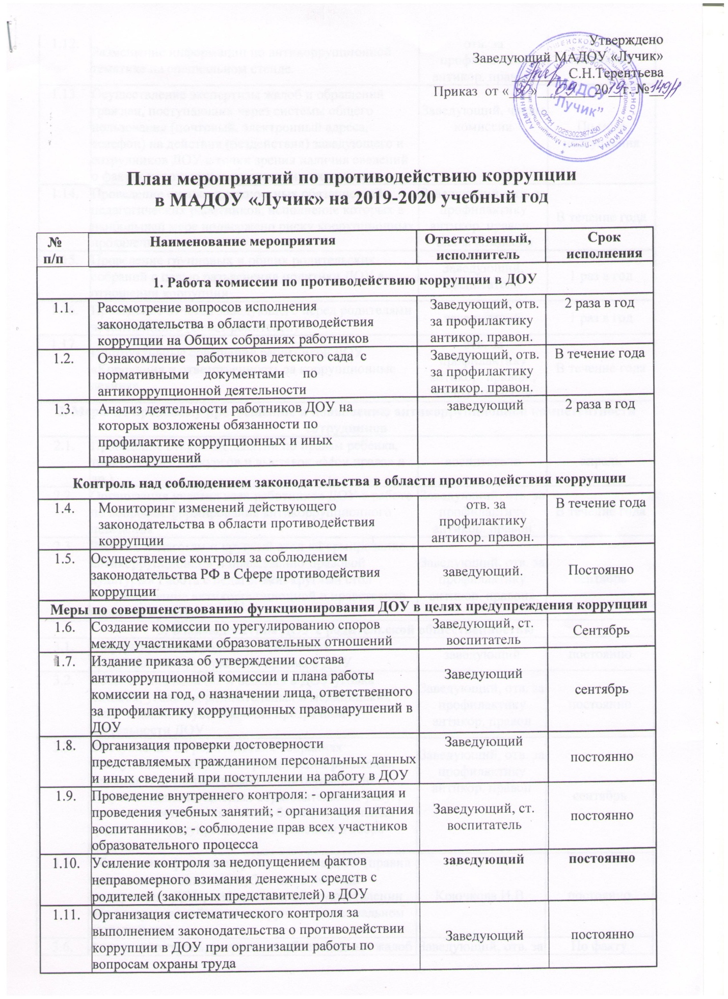 Утверждено
Заведующий МАДОУ «Лучик»
С.Н.Терентьева
Приказ от «30» 09 2019г. №149/1
МАДОУ
"Лучик"
ОГРН 1025302387450
План мероприятий по противодействию коррупции
в МАДОУ «Лучик» на 2019-2020 учебный год
№ Наименование мероприятия Ответственный, Срок
п/п исполнитель исполнения
1. Работа комиссии по противодействию коррупции в ДОУ
1.1. Рассмотрение вопросов исполнения Заведующий, отв. 2 раза в год
законодательства в области противодействия за профилактику
коррупции на Общих собраниях работников антикор. правон.
1.2. Ознакомление работников детского сада с Заведующий, отв. В течение года
нормативными документами по за профилактику
антикоррупционной деятельности антикор. правон.
1.3. Анализ деятельности работников ДОУ на заведующий 2 раза в год
которых возложены обязанности по
профилактике коррупционных и иных
правонарушений
Контроль над соблюдением законодательства в области противодействия коррупции
1.4. Мониторинг изменений действующего отв. за В течение года
законодательства в области противодействия профилактику
коррупции антикор. правон.
1.5. Осуществление контроля за соблюдением
законодательства РФ в Сфере противодействия заведующий. Постоянно
коррупции
Меры по совершенствованию функционирования ДОУ в целях предупреждения коррупции
1.6. Создание комиссии по урегулированию споров Заведующий, ст. Сентябрь
между участниками образовательных отношений воспитатель
1.7. Издание приказа об утверждении состава
антикоррупционной комиссии и плана работы Заведующий
комиссии на год, о назначении лица, ответственного сентябрь
за профилактику коррупционных правонарушений в
ДОУ
1.8. Организация проверки достоверности Заведующий
представляемых гражданином персональных данных постоянно
и иных сведений при поступлении на работу в ДОУ
1.9. Проведение внутреннего контроля: - организация и
проведения учебных занятий; - организация питания Заведующий, ст. постоянно
воспитанников; - соблюдение прав всех участников воспитатель
образовательного процесса
1.10. Усиление контроля за недопущением фактов заведующий постоянно
неправомерного взимания денежных средств с
родителей (законных представителей) в ДОУ
1.11. Организация систематического контроля за
выполнением законодательства о противодействии Заведующий постоянно
коррупции в ДОУ при организации работы по
вопросам охраны труда